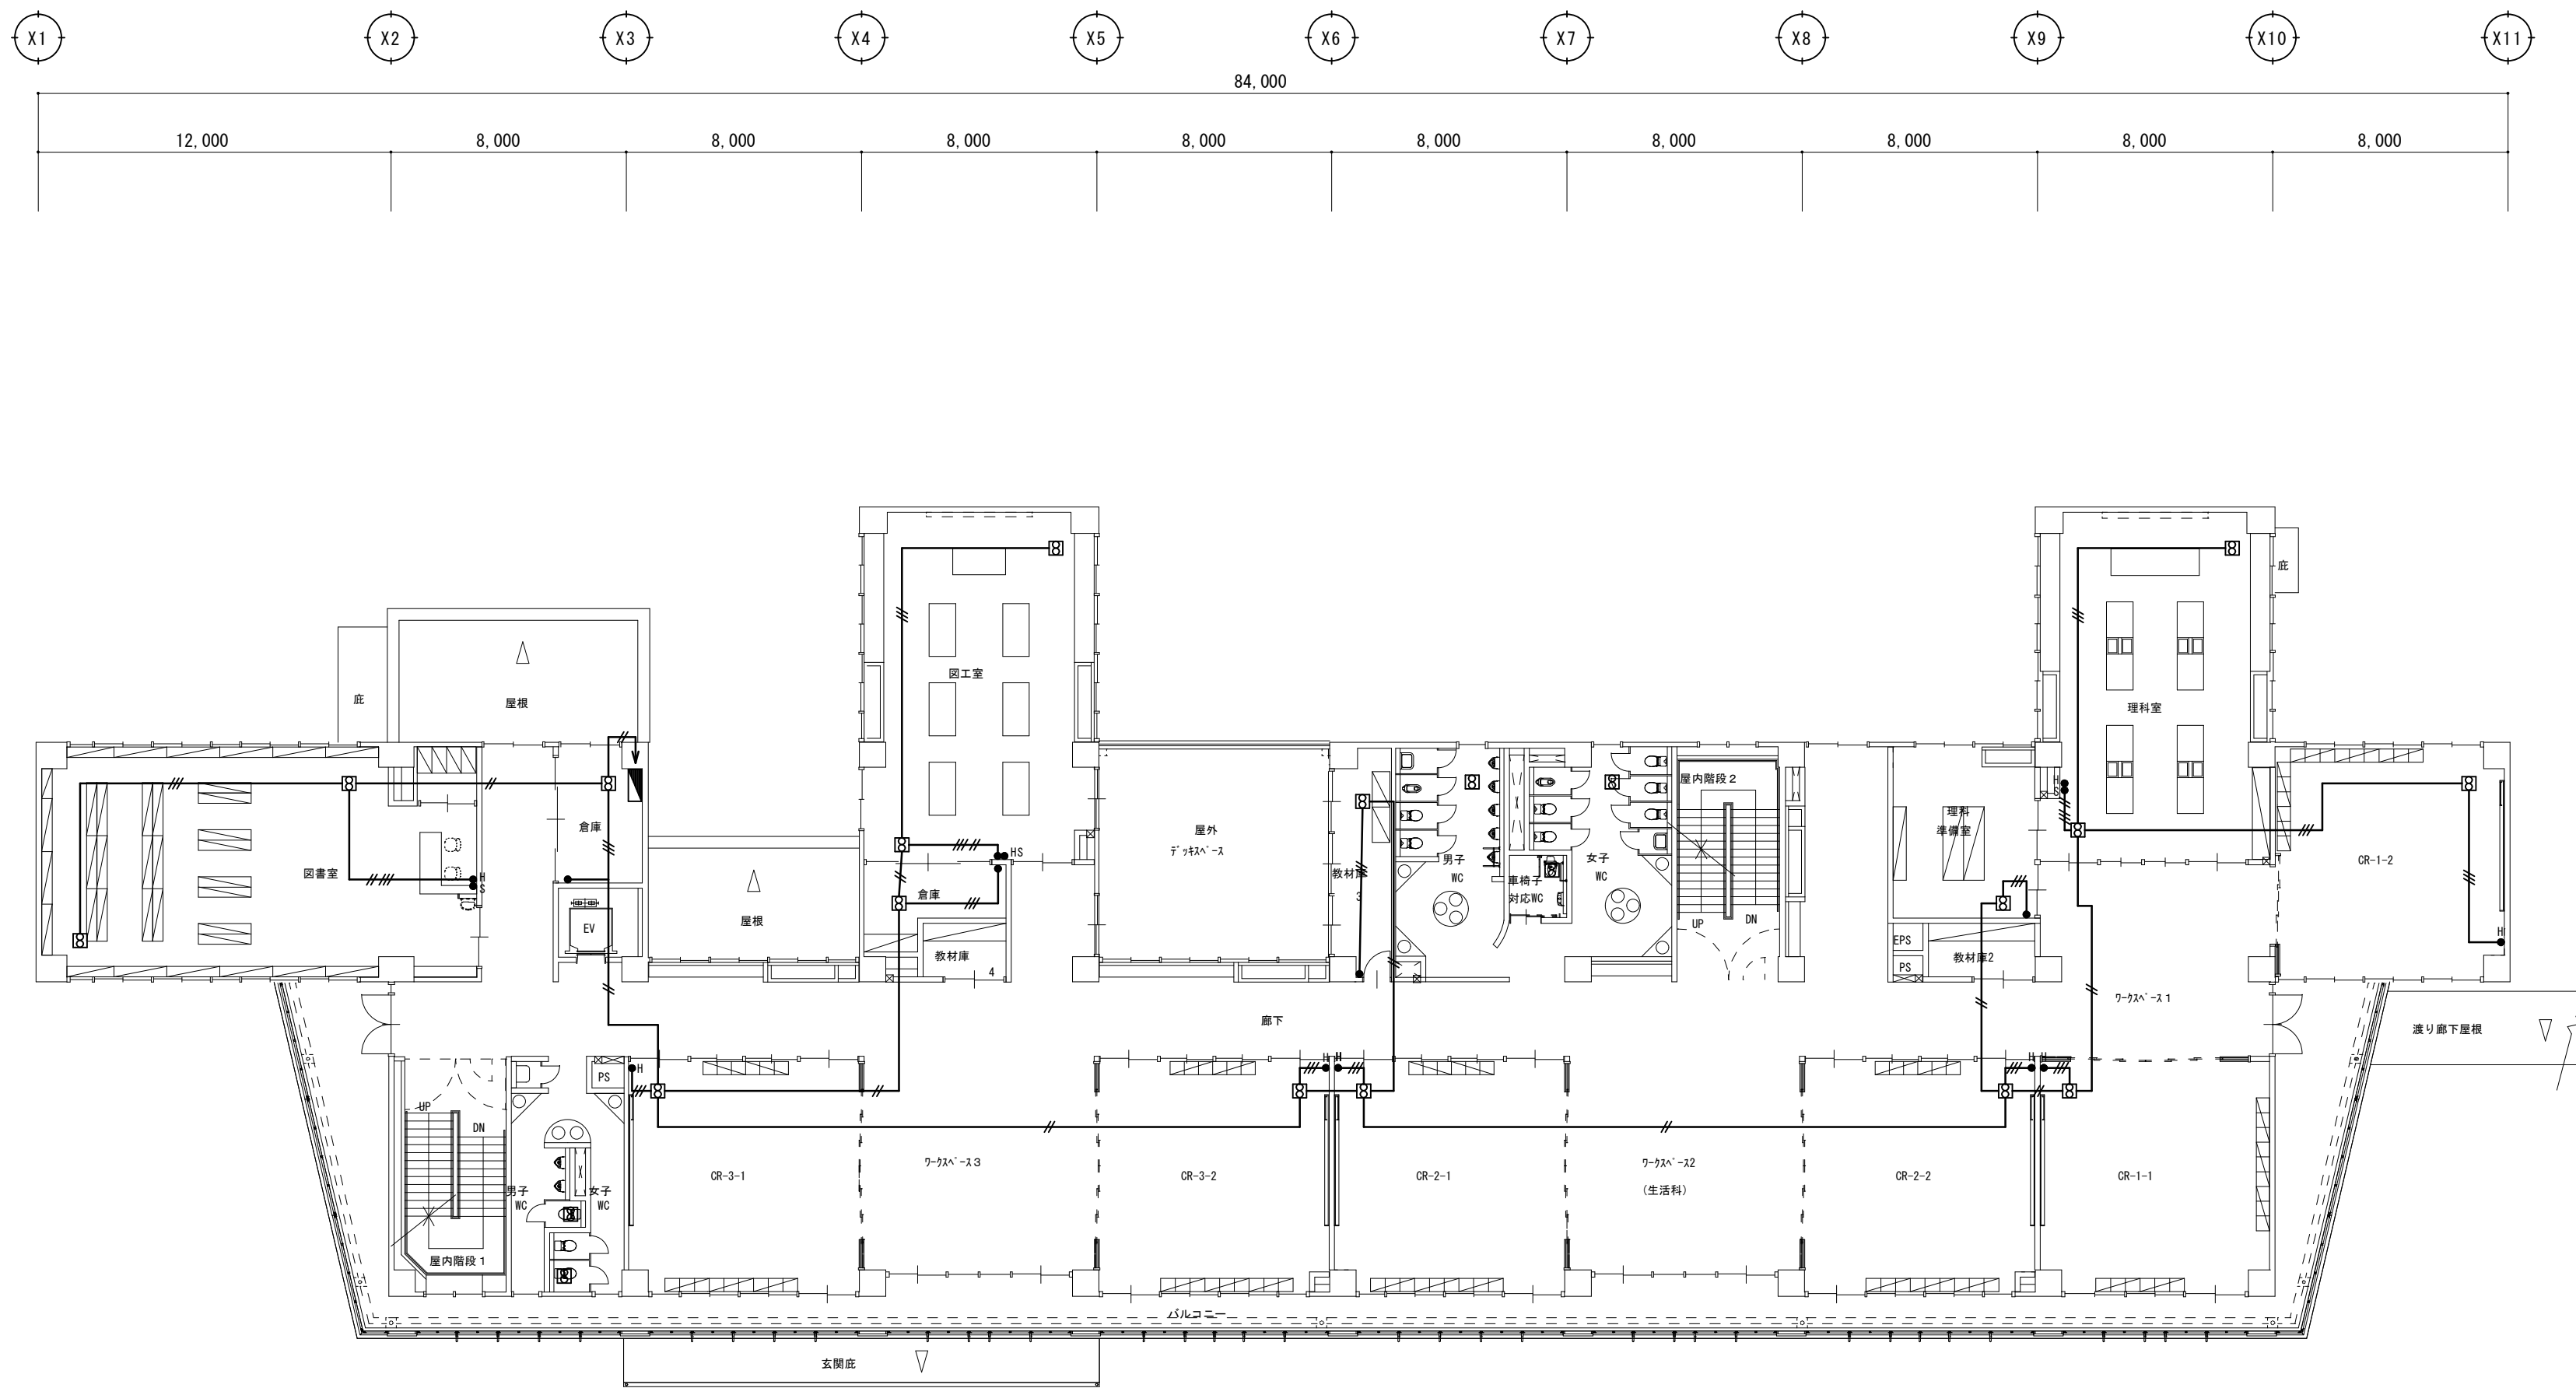 X1 X2 X3 X4 X5 X6 X7 X8 X9 X10 X11
84,000
12,000 8,000 8,000 8,000 8,000 8,000 8,000 8,000 8,000 8,000
庇
屋根
図工室
庇
理科室
屋内階段2
H
S
倉庫
屋外
ﾃﾞｯｷｽﾍﾟｰｽ
理科
準備室
図書室
H
S
HS
倉庫
教材庫
3
男子
WC
車椅子
対応WC
女子
WC
CR-1-2
屋根
EV
教材庫
4
UP
DN
EPS
PS
教材庫2
H
ﾜｰｸｽﾍﾟｰｽ1
廊下
渡り廊下屋根
PS
H
H
H
H
H
UP
DN
男子
WC
女子
WC
CR-3-1
ﾜｰｸｽﾍﾟｰｽ3
CR-3-2
CR-2-1
ﾜｰｸｽﾍﾟｰｽ2
(生活科)
CR-2-2
CR-1-1
屋内階段1
バルコニー
玄関庇